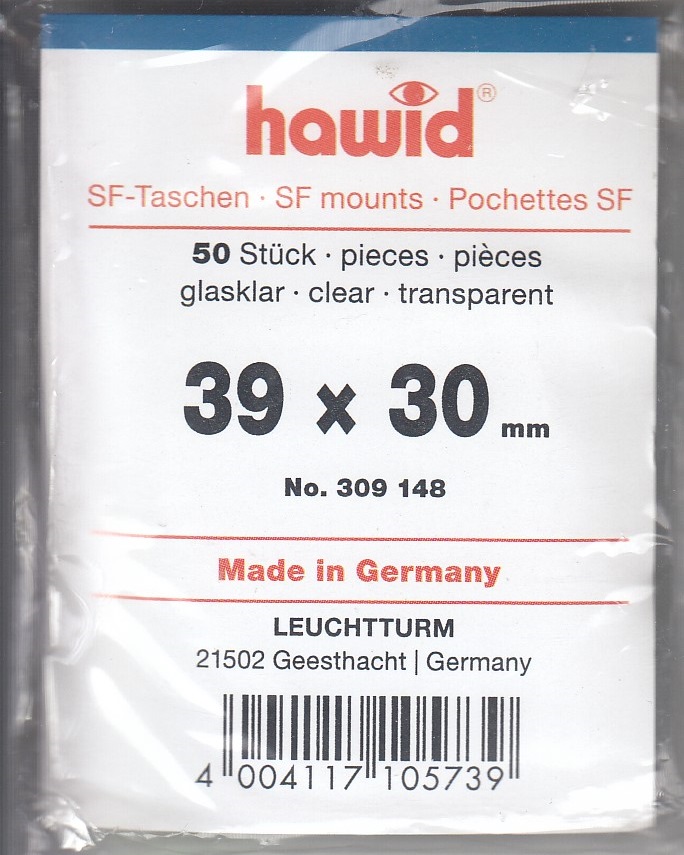 hawid®
SF-Taschen · SF mounts · Pochettes SF
50 Stück · pieces · pièces
glasklar · clear · transparent
39 x 30 mm
No. 309 148
Made in Germany
LEUCHTTURM
21502 Geesthacht | Germany
4 004117 105739